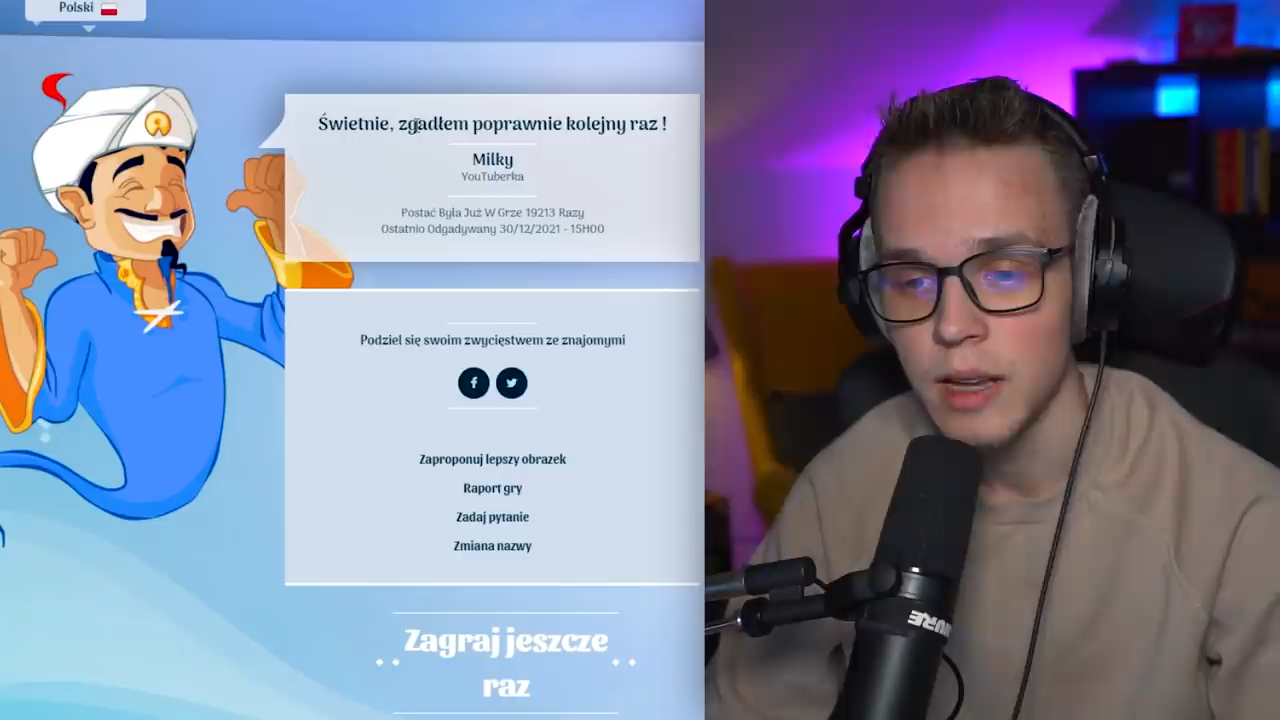 Polski
Świetnie, zgadłem poprawnie kolejny raz !
Milky
YouTuberka
Postać Była Już W Grze 19213 Razy
Ostatnio Odgadywany 30/12/2021 - 15H00
Podziel się swoim zwycięstwem ze znajomymi
Zaproponuj lepszy obrazek
Raport gry
Zadaj pytanie
Zmiana nazwy
Zagraj jeszcze
raz
SHURE